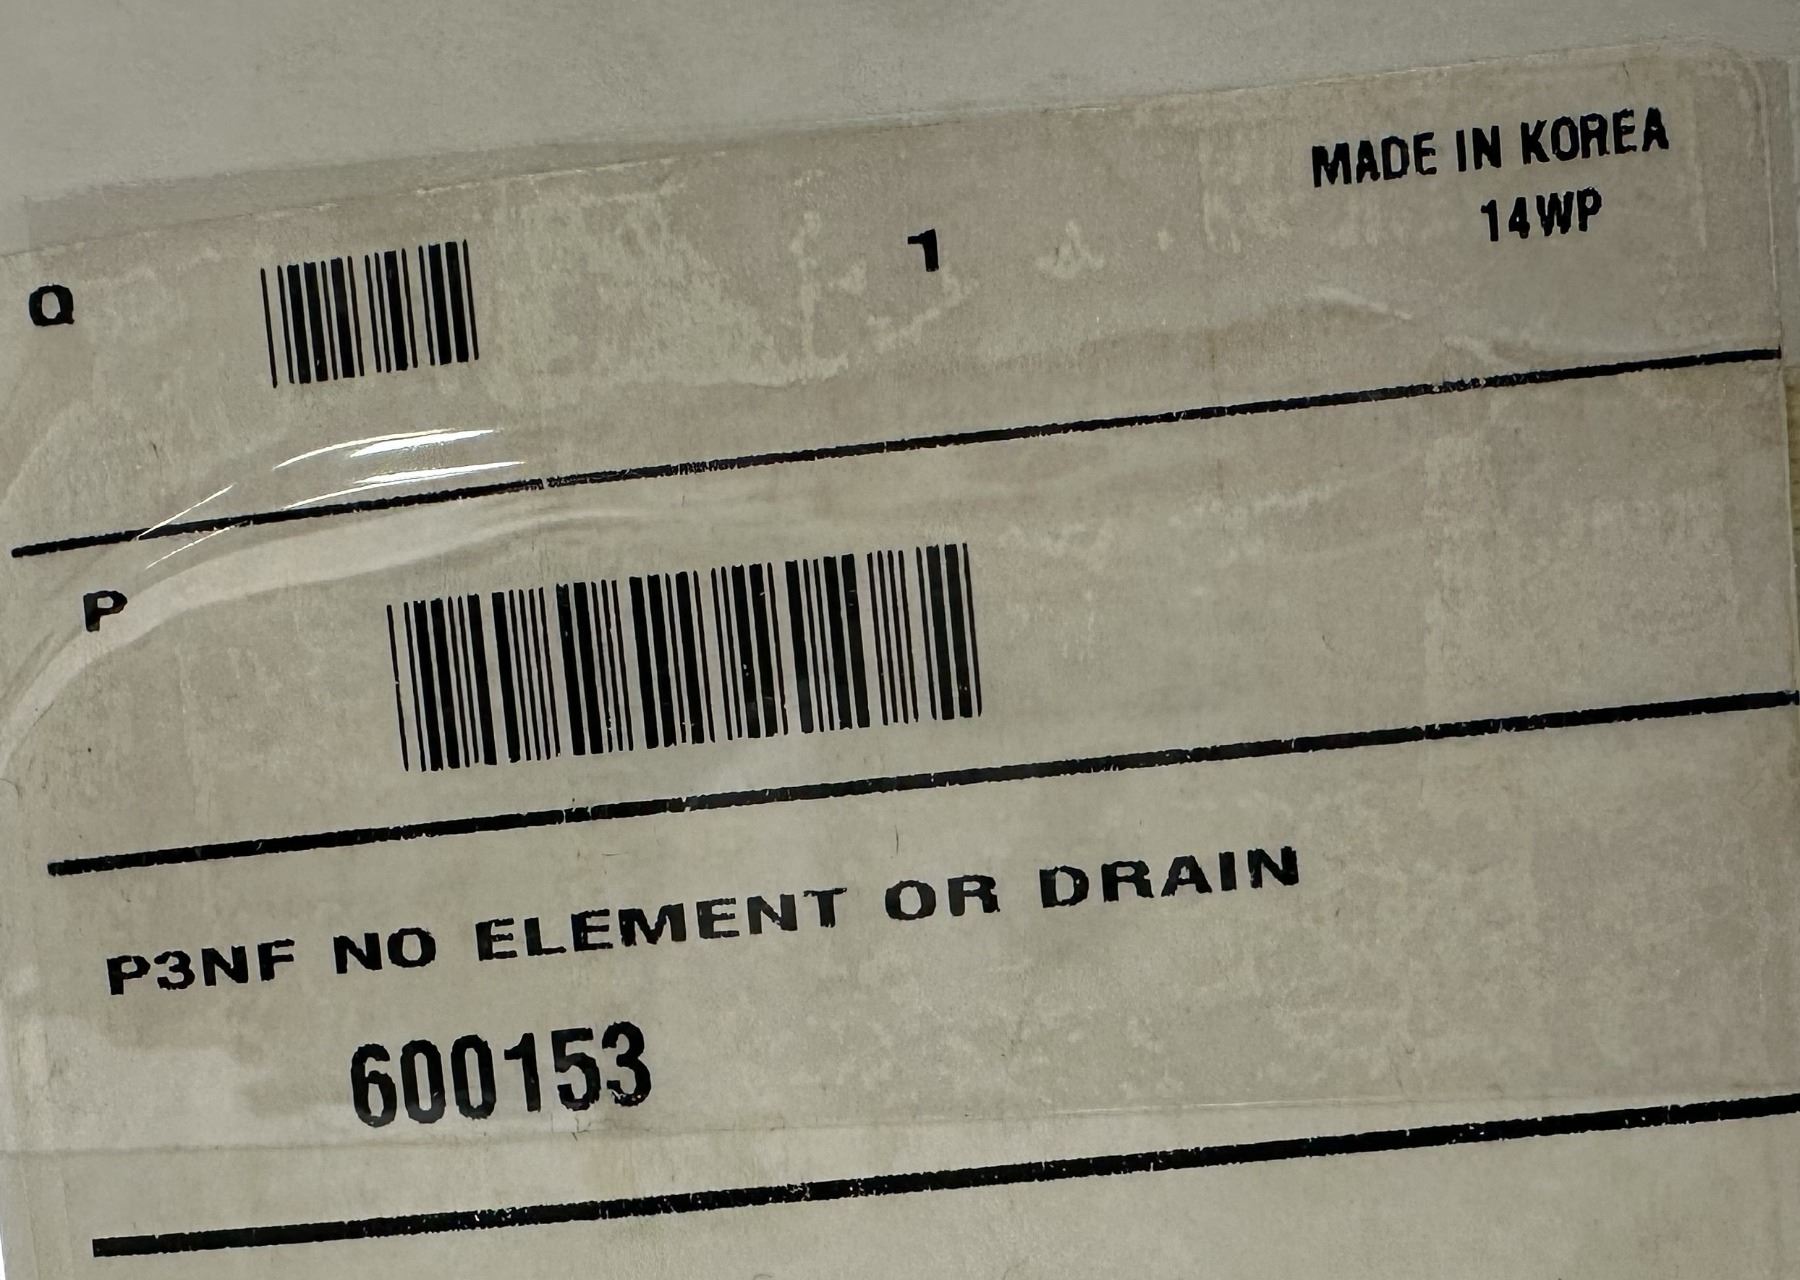 MADE IN KOREA
14WP
Q 1
P
P3NF NO ELEMENT OR DRAIN
600153